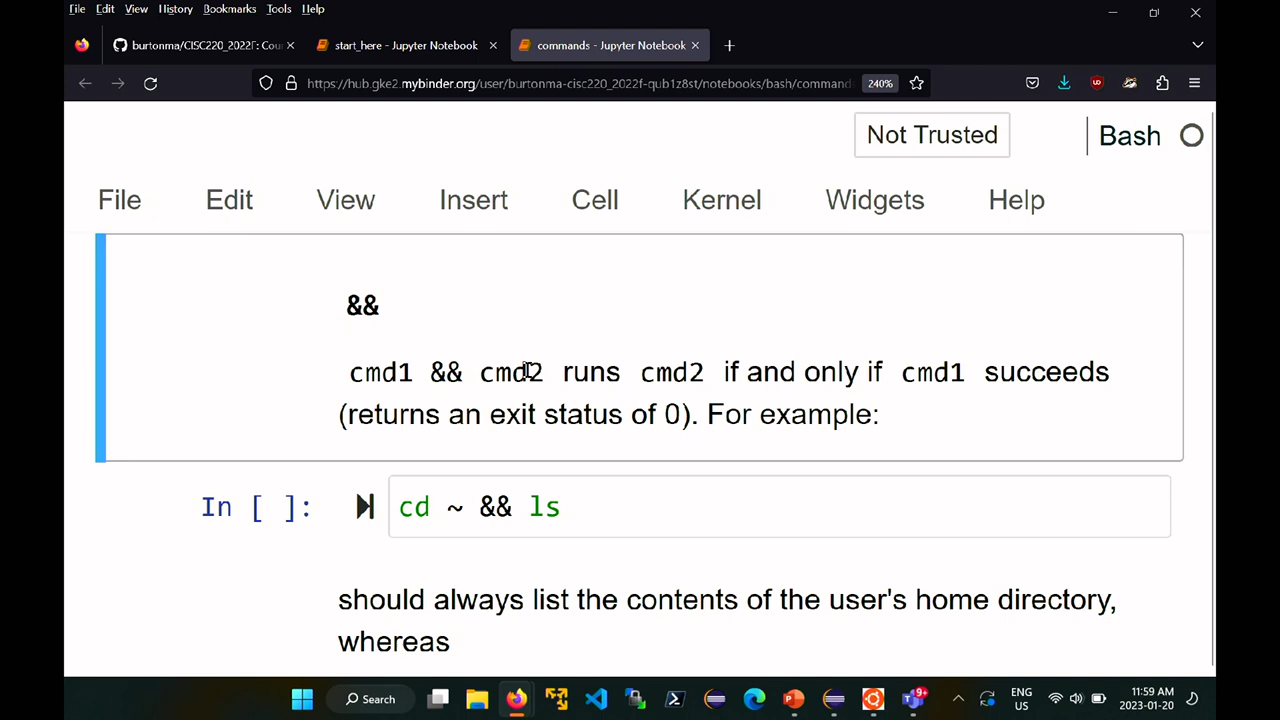 File Edit View History Bookmarks Tools Help
burtonma/CISC220_2022F: Cou
start_here - Jupyter Notebook
commands - Jupyter Notebook
https://hub.gke2.mybinder.org/user/burtonma-cisc220_2022f-qub1z8st/notebooks/bash/command
240%
Not Trusted
Bash
File Edit View Insert Cell Kernel Widgets Help
&&
cmd1 && cmd2 runs cmd2 if and only if cmd1 succeeds
(returns an exit status of 0). For example:
In [ ]: cd ~ && ls
should always list the contents of the user's home directory,
whereas
Search
9+
ENG
US
11:59 AM
2023-01-20